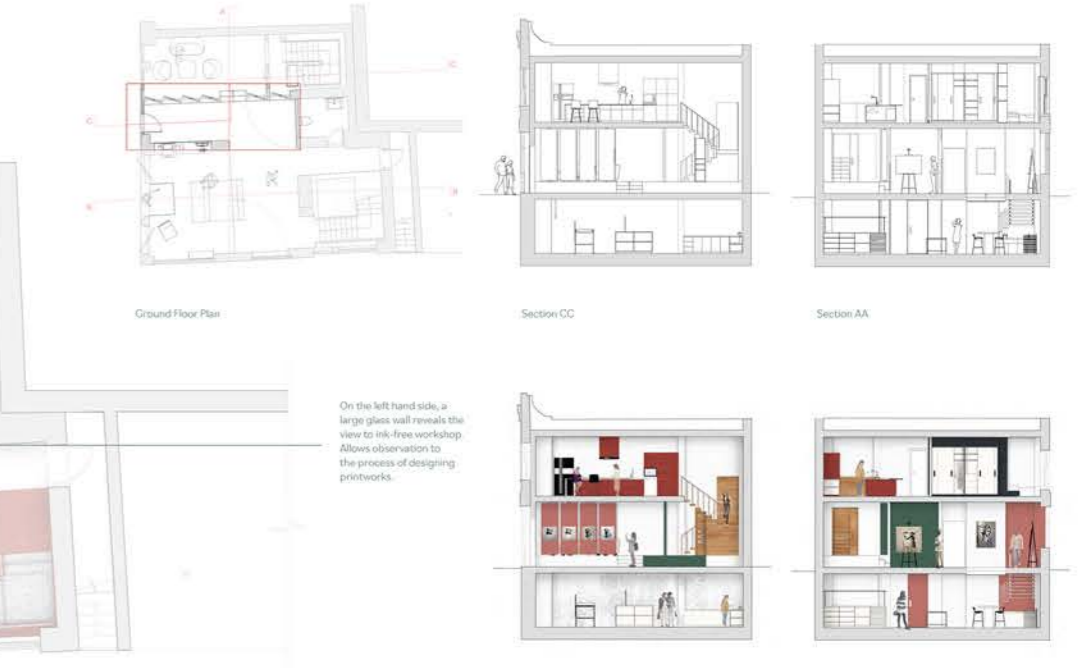 A
C
C
Ground Floor Plan
Section CC
Section AA
On the left hand side, a
large glass wall reveals the
view to ink-free workshop
Allows observation to
the process of designing
printworks.